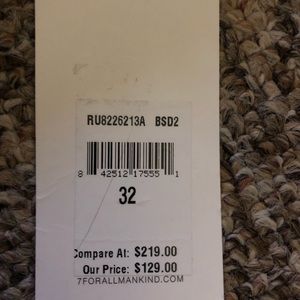 RU8226213A BSD2
8 42512 17555 1
32
Compare At: $219.00
Our Price: $129.00
7FORALLMANKIND.COM